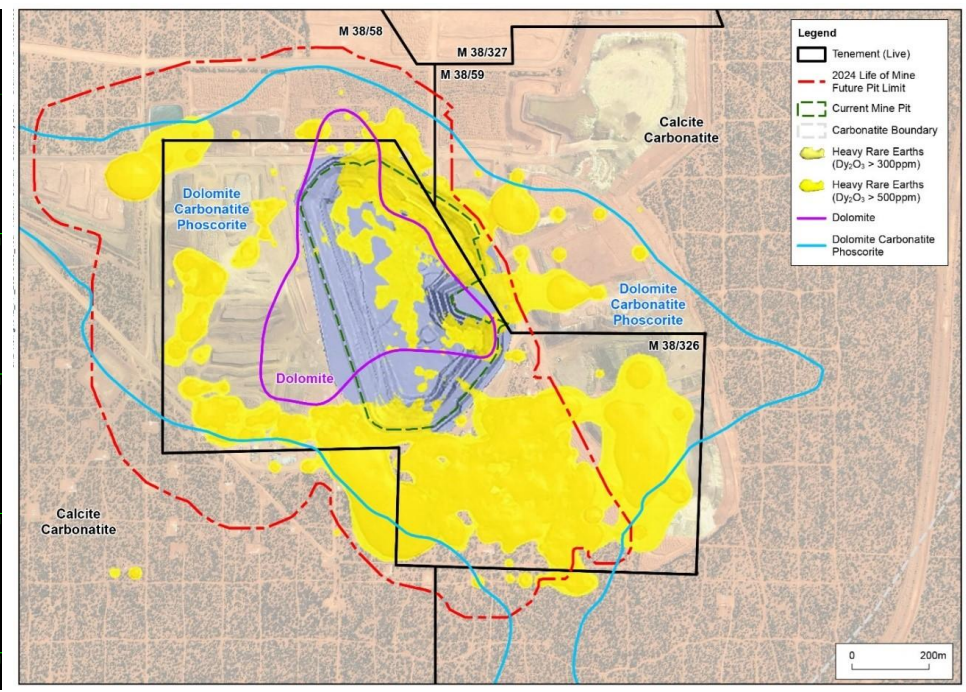 M 38/58
M 38/327
M 38/59
Calcite
Carbonatite
Dolomite
Carbonatite
Phoscorite
Dolomite
Carbonatite
Phoscorite
M 38/326
Dolomite
Calcite
Carbonatite
Legend
Tenement (Live)
2024 Life of Mine
Future Pit Limit
Current Mine Pit
Carbonatite Boundary
Heavy Rare Earths
(Dy₂O₃ > 300ppm)
Heavy Rare Earths
(Dy₂O₃ > 500ppm)
Dolomite
Dolomite Carbonatite
Phoscorite
0 200m